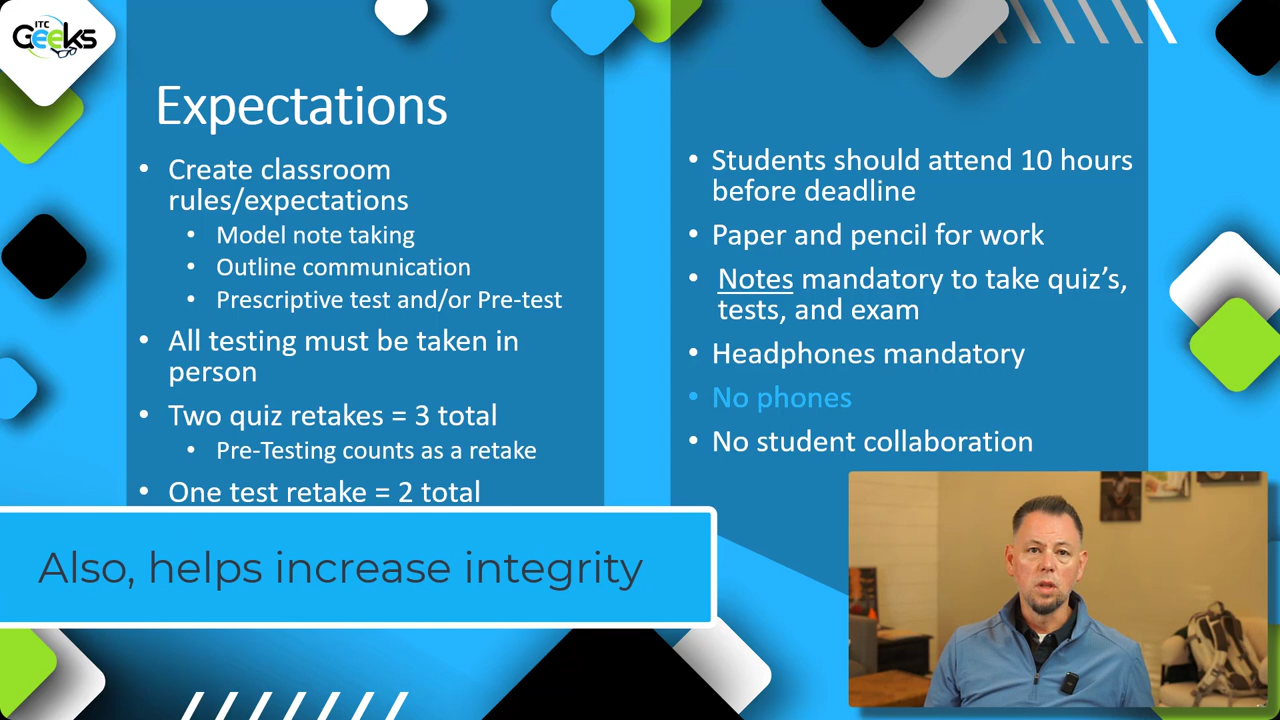 ITC
GeekS
Expectations
• Create classroom
rules/expectations
• Model note taking
• Outline communication
• Prescriptive test and/or Pre-test
• All testing must be taken in
person
• Two quiz retakes = 3 total
• Pre-Testing counts as a retake
• One test retake = 2 total
• Students should attend 10 hours
before deadline
• Paper and pencil for work
• Notes mandatory to take quiz’s,
tests, and exam
• Headphones mandatory
• No phones
• No student collaboration
Also, helps increase integrity